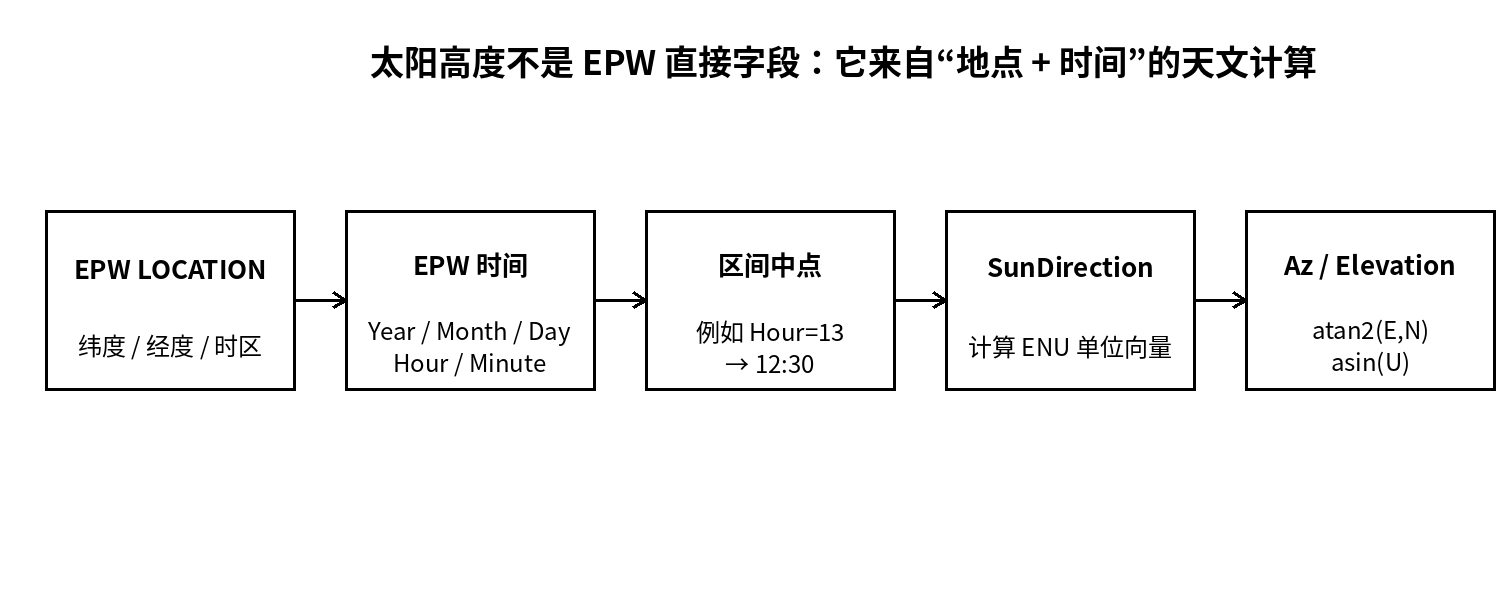 太阳高度不是 EPW 直接字段：它来自“地点 + 时间”的天文计算
EPW LOCATION
纬度 / 经度 / 时区
EPW 时间
Year / Month / Day
Hour / Minute
区间中点
例如 Hour=13
→ 12:30
SunDirection
计算 ENU 单位向量
Az / Elevation
atan2(E,N)
asin(U)